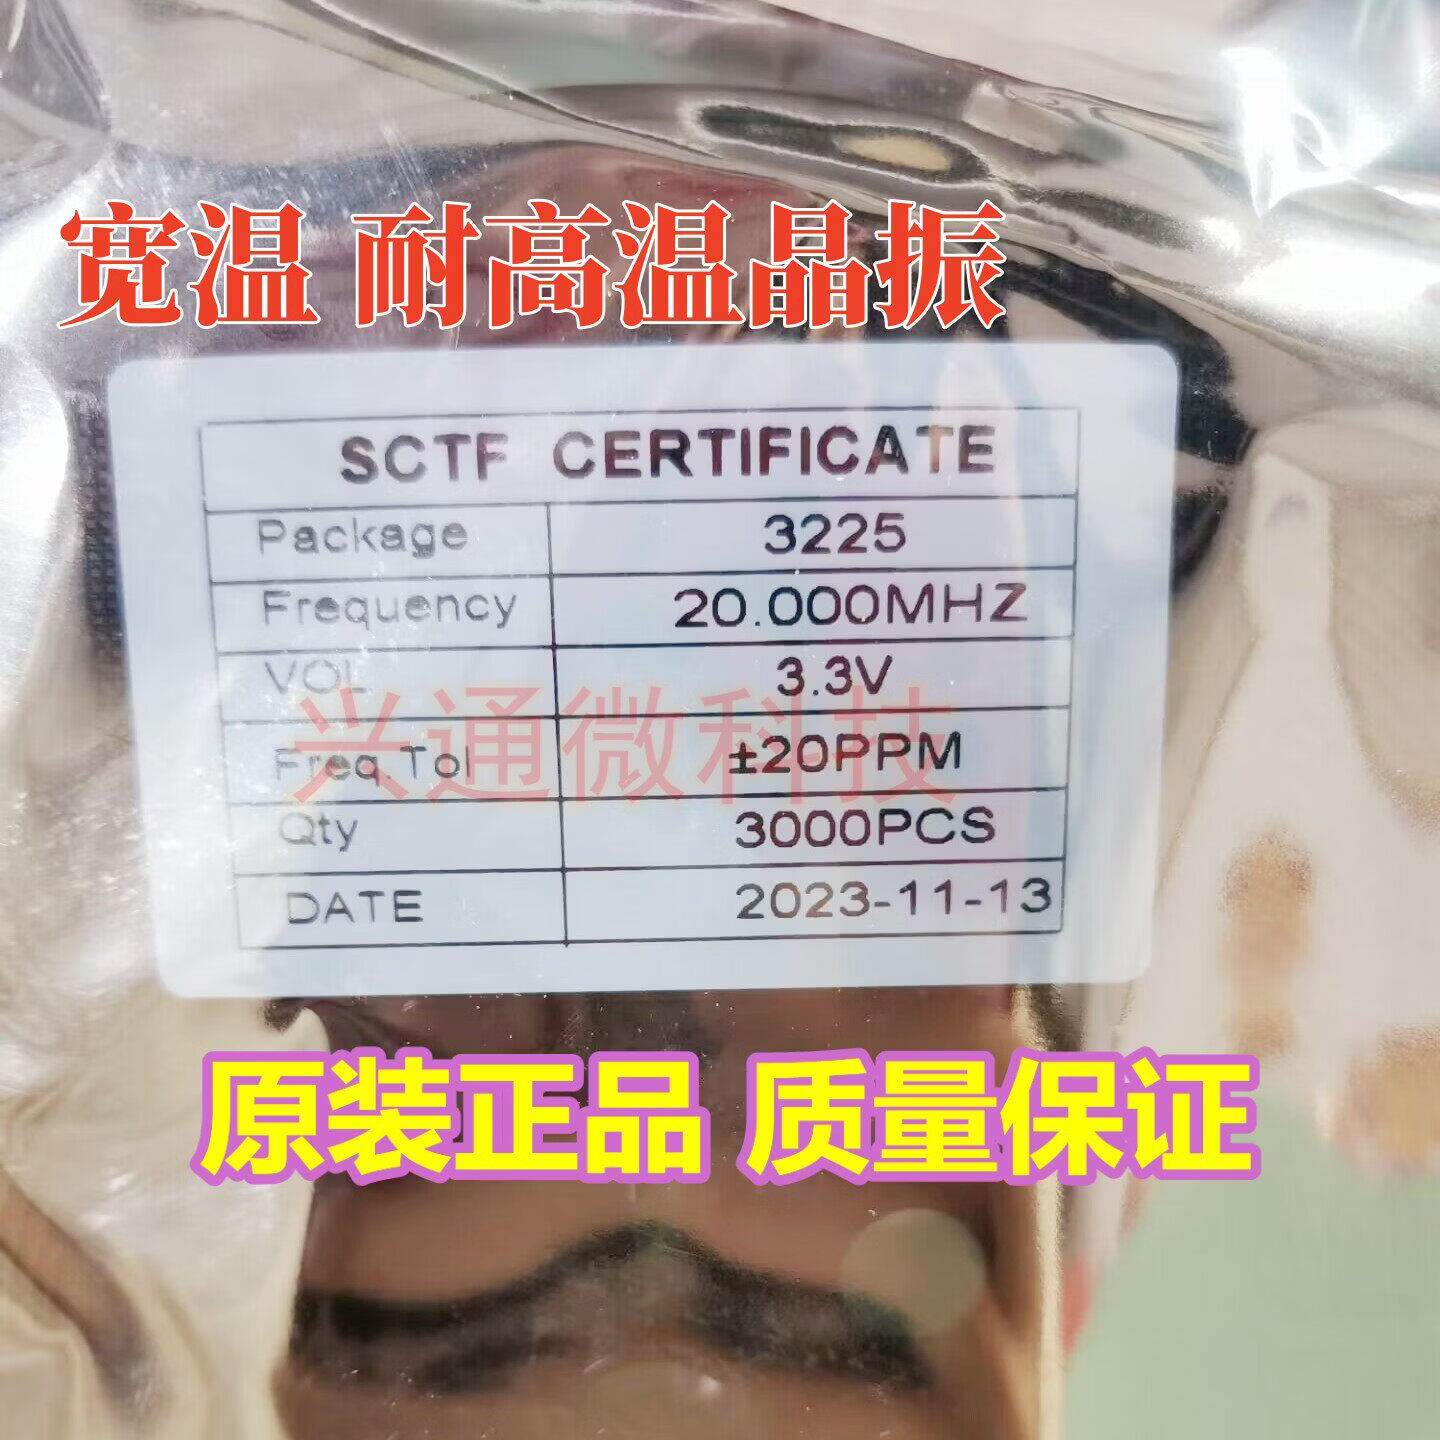 宽温 耐高温晶振
SCTF CERTIFICATE
Package 3225
Frequency 20.000MHZ
VOL 3.3V
兴通微科技
Freq.Tol ±20PPM
Qty 3000PCS
DATE 2023-11-13
原装正品 质量保证